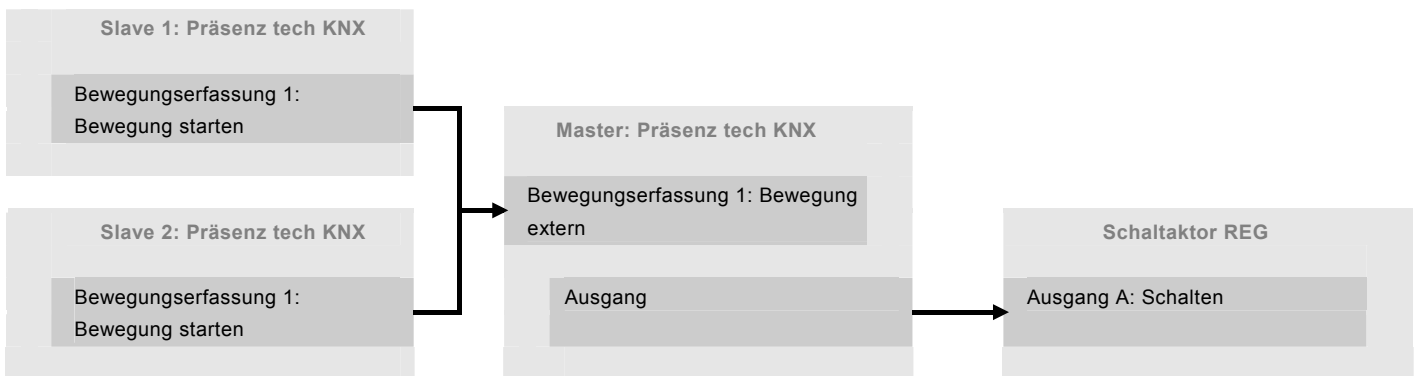 Slave 1: Präsenz tech KNX
Bewegungserfassung 1:
Bewegung starten
Slave 2: Präsenz tech KNX
Bewegungserfassung 1:
Bewegung starten
Master: Präsenz tech KNX
Bewegungserfassung 1: Bewegung
extern
Ausgang
Schaltaktor REG
Ausgang A: Schalten